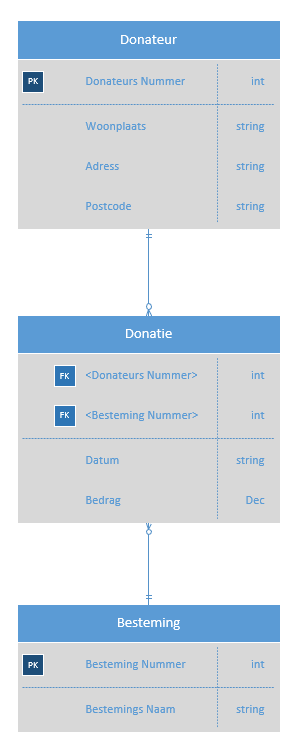 Donateur
PK Donateurs Nummer int
Woonplaats string
Adress string
Postcode string
Donatie
FK <Donateurs Nummer> int
FK <Besteming Nummer> int
Datum string
Bedrag Dec
Besteming
PK Besteming Nummer int
Bestemings Naam string